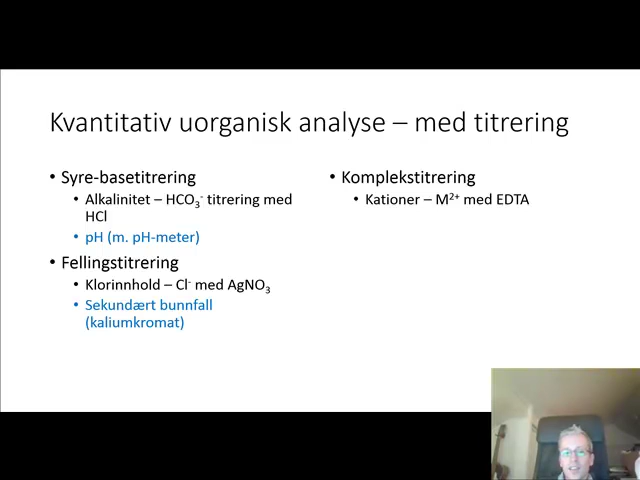 Kvantitativ uorganisk analyse – med titrering
• Syre-basetitrering
• Alkalinitet – HCO₃⁻ titrering med
HCl
• pH (m. pH-meter)
• Fellingstitrering
• Klorinnhold – Cl⁻ med AgNO₃
• Sekundært bunnfall
(kaliumkromat)
• Komplekstitrering
• Kationer – M²⁺ med EDTA